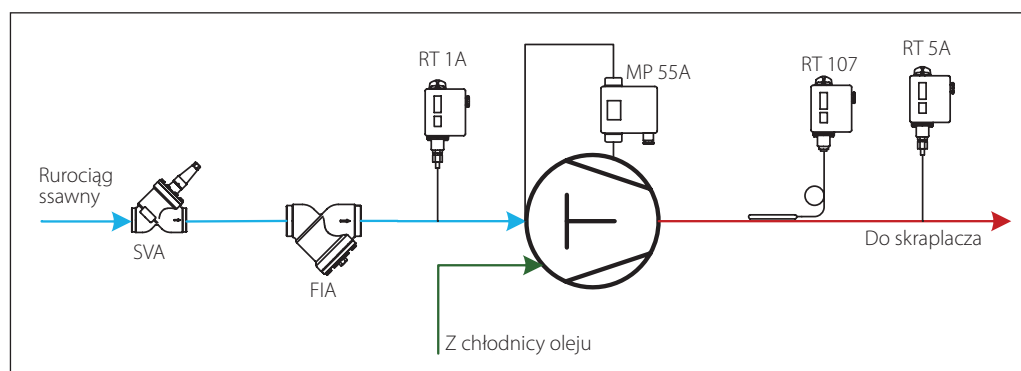 RT 1A
MP 55A
RT 107
RT 5A
Rurociąg
ssawny
SVA
FIA
Do skraplacza
Z chłodnicy oleju